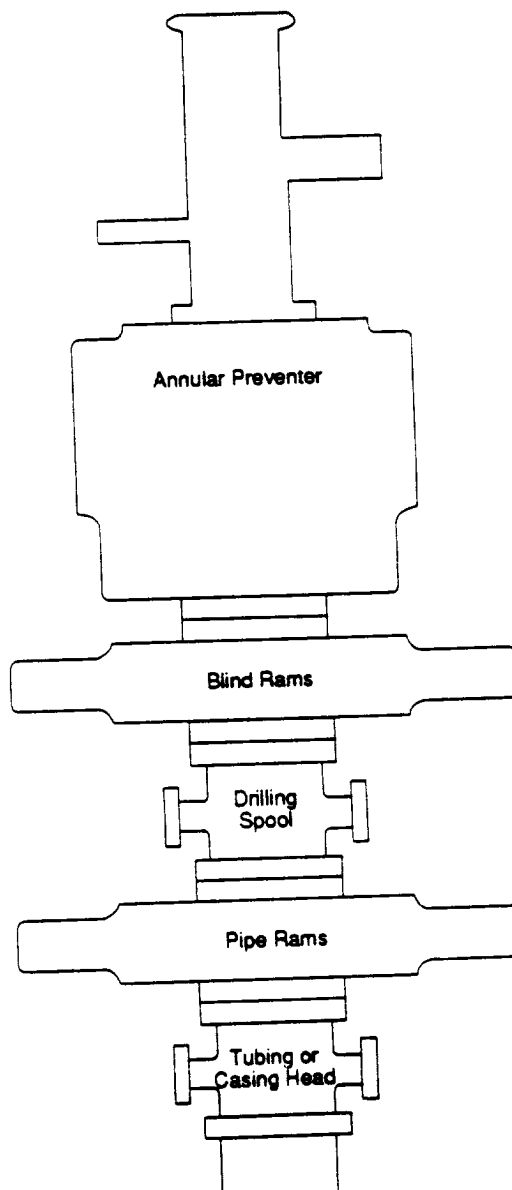 Annular Preventer
Blind Rams
Drilling
Spool
Pipe Rams
Tubing or
Casing Head